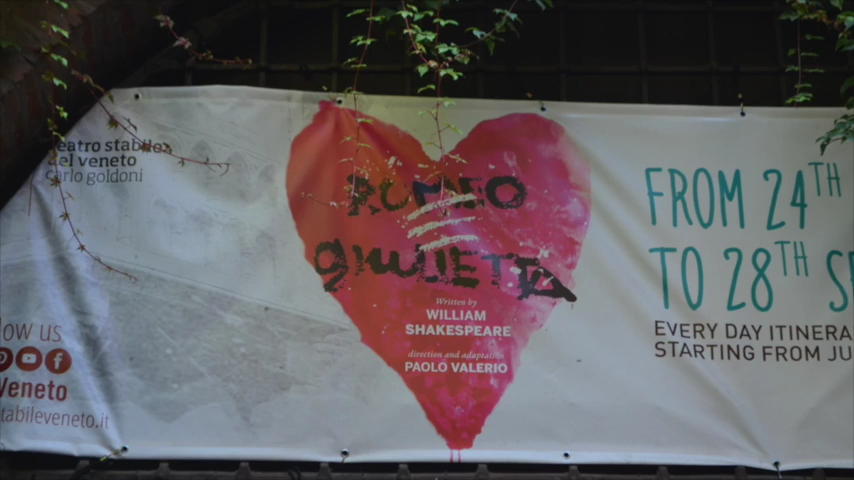 teatro stabile
del veneto
carlo goldoni
ROMEO
GIULIETTA
Written by
WILLIAM
SHAKESPEARE
direction and adaptation
PAOLO VALERIO
FROM 24TH
TO 28TH S
EVERY DAY ITINERA
STARTING FROM JU
low us
Veneto
tabileveneto.it